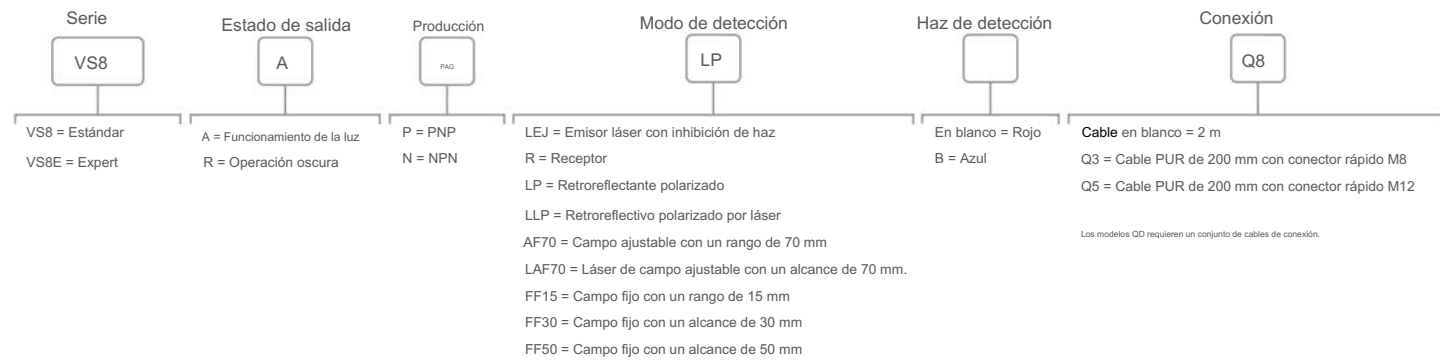 Serie
Estado de salida
Producción
Modo de detección
Haz de detección
Conexión
VS8
A
PAG
LP
Q8
VS8 = Estándar
VS8E = Expert
A = Funcionamiento de la luz
R = Operación oscura
P = PNP
N = NPN
LEJ = Emisor láser con inhibición de haz
R = Receptor
LP = Retroreflectante polarizado
LLP = Retroreflectivo polarizado por láser
AF70 = Campo ajustable con un rango de 70 mm
LAF70 = Láser de campo ajustable con un alcance de 70 mm.
FF15 = Campo fijo con un rango de 15 mm
FF30 = Campo fijo con un alcance de 30 mm
FF50 = Campo fijo con un alcance de 50 mm
En blanco = Rojo
B = Azul
Cable en blanco = 2 m
Q3 = Cable PUR de 200 mm con conector rápido M8
Q5 = Cable PUR de 200 mm con conector rápido M12
Los modelos QD requieren un conjunto de cables de conexión.